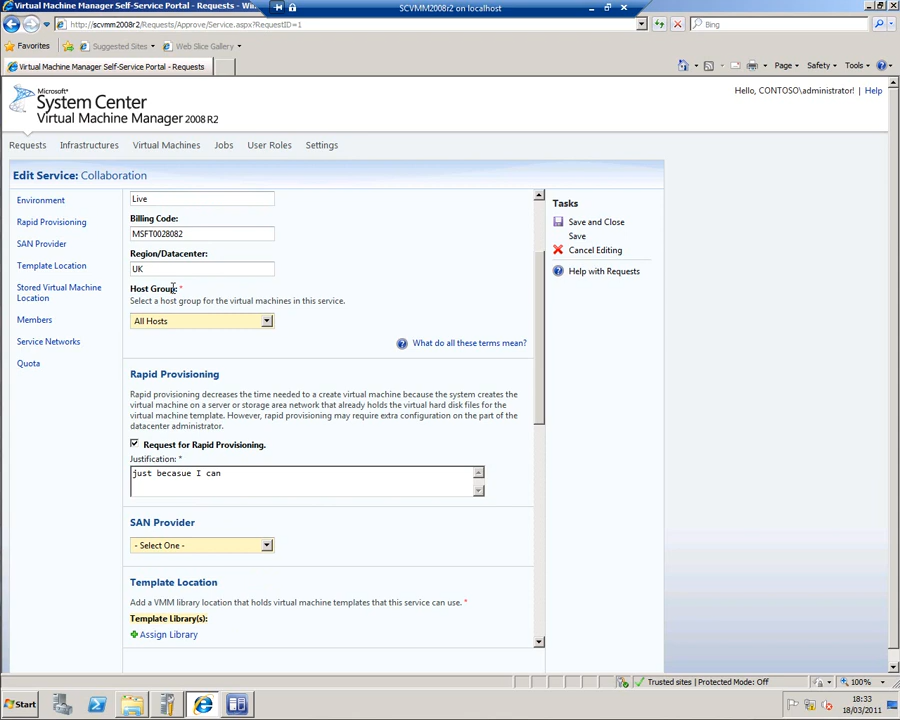 Virtual Machine Manager Self-Service Portal - Requests - Wi
SCVMM2008r2 on localhost
http://scvmm2008r2/Requests/Approve/Service.aspx?RequestID=1
Bing
Favorites
Suggested Sites
Web Slice Gallery
Virtual Machine Manager Self-Service Portal - Requests
Page
Safety
Tools
Microsoft
System Center
Virtual Machine Manager 2008 R2
Hello, CONTOSO\administrator! | Help
Requests Infrastructures Virtual Machines Jobs User Roles Settings
Edit Service: Collaboration
Environment
Rapid Provisioning
SAN Provider
Template Location
Stored Virtual Machine
Location
Members
Service Networks
Quota
Live
Billing Code:
MSFT0028082
Region/Datacenter:
UK
Host Group: *
Select a host group for the virtual machines in this service.
All Hosts
What do all these terms mean?
Rapid Provisioning
Rapid provisioning decreases the time needed to create virtual machine because the system creates the
virtual machine on a server or storage area network that already holds the virtual hard disk files for the
virtual machine template. However, rapid provisioning may require extra configuration on the part of the
datacenter administrator.
Request for Rapid Provisioning.
Justification: *
just becasue I can
SAN Provider
- Select One -
Template Location
Add a VMM library location that holds virtual machine templates that this service can use. *
Template Library(s):
Assign Library
Tasks
Save and Close
Save
Cancel Editing
Help with Requests
Trusted sites | Protected Mode: Off
100%
Start
18:33
18/03/2011